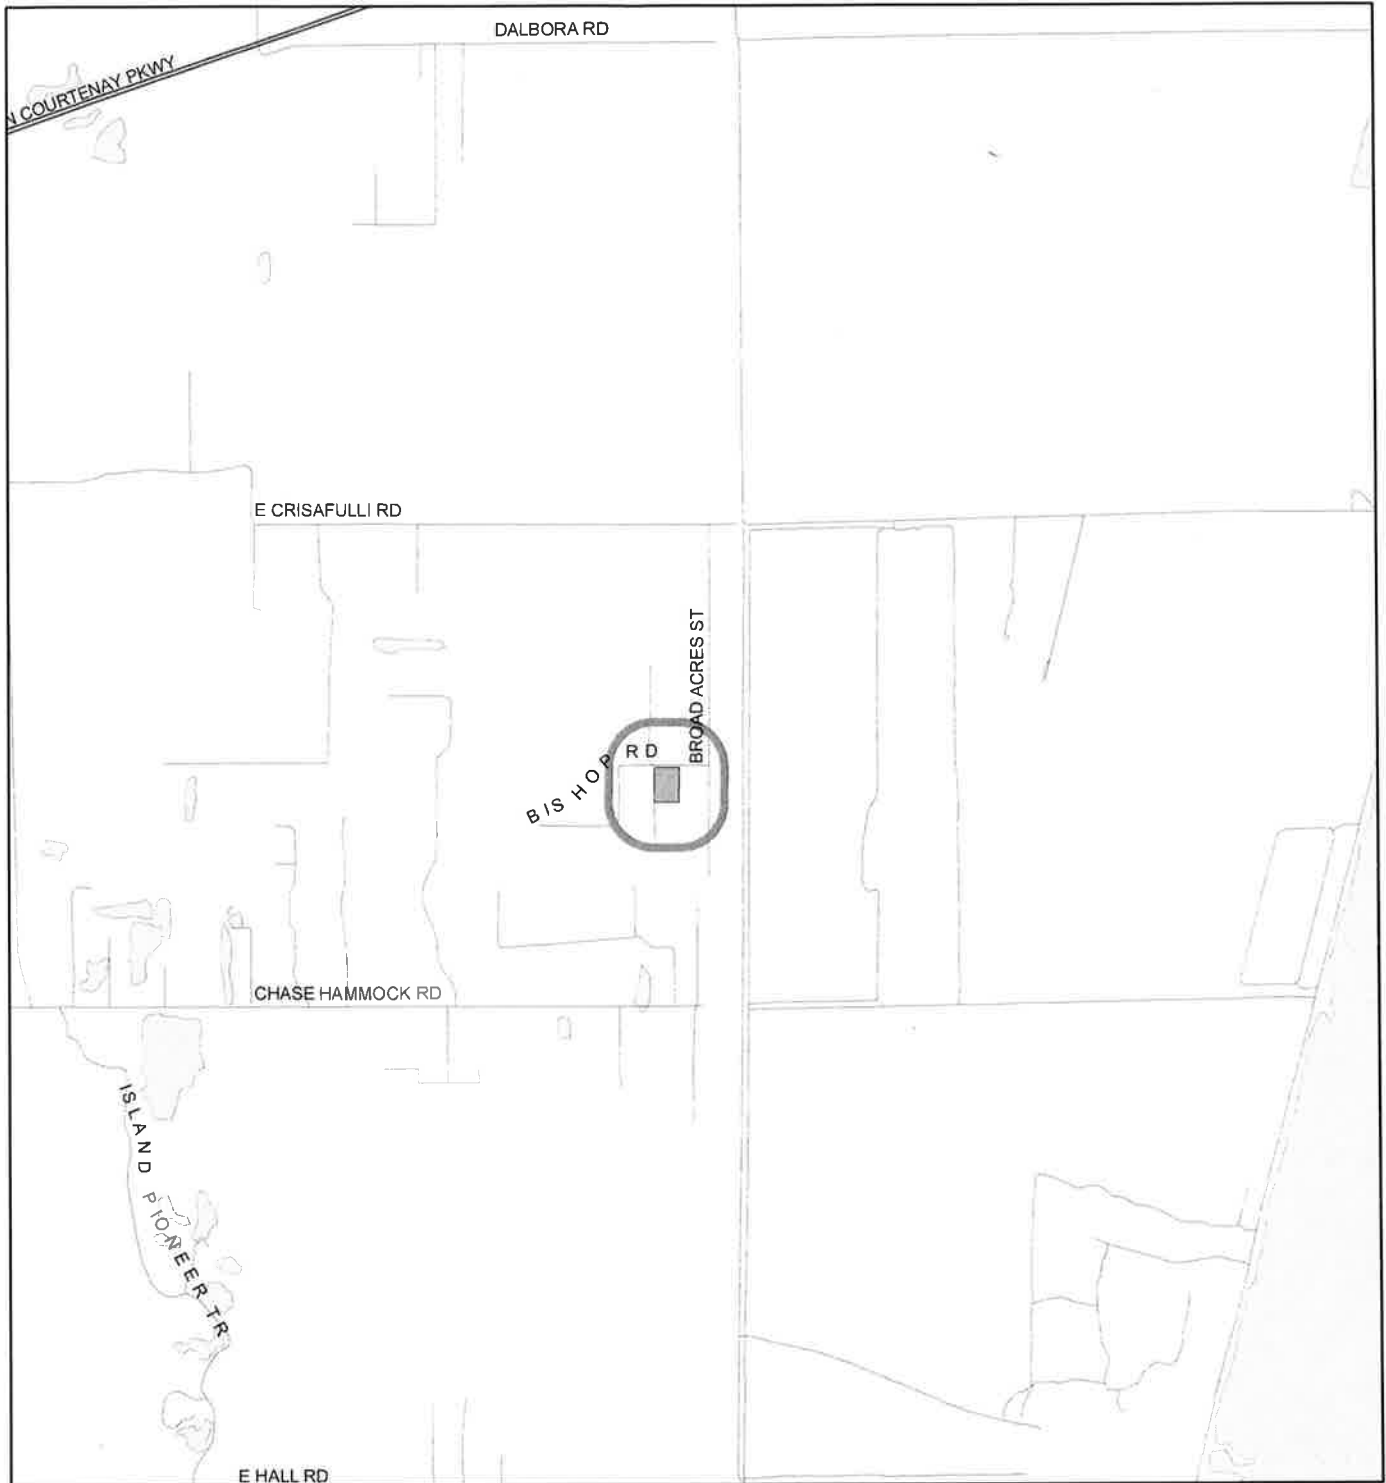 DALBORA RD
N COURTENAY PKWY
E CRISAFULLI RD
BROAD ACRES ST
BISHOP RD
CHASE HAMMOCK RD
ISLAND PIONEER TR
E HALL RD